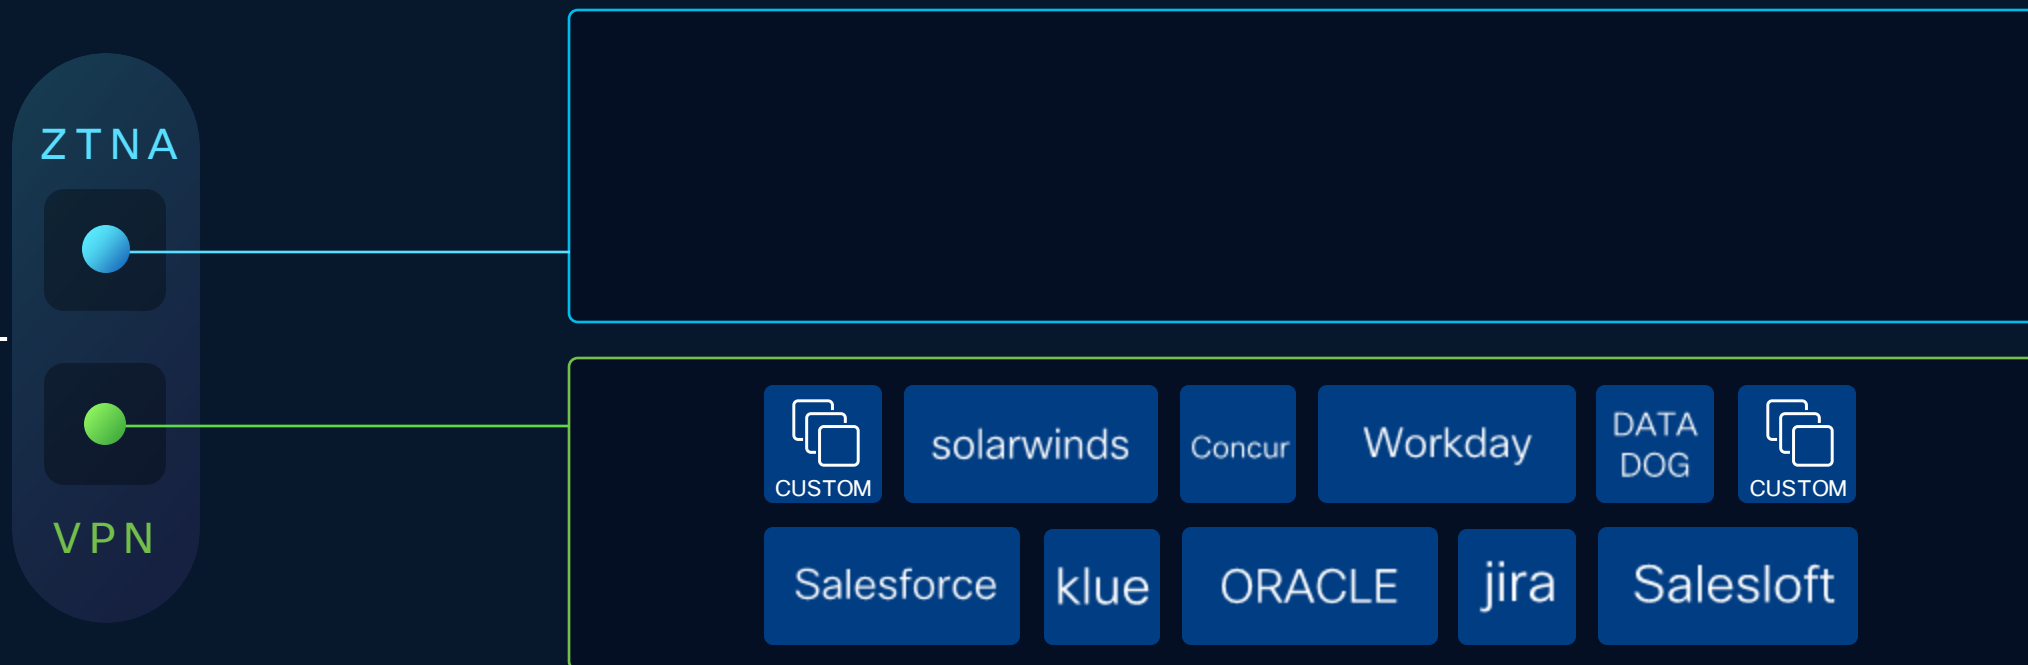 ZTNA
VPN
CUSTOM
solarwinds
Concur
Workday
DATA
DOG
CUSTOM
Salesforce
klue
ORACLE
jira
Salesloft